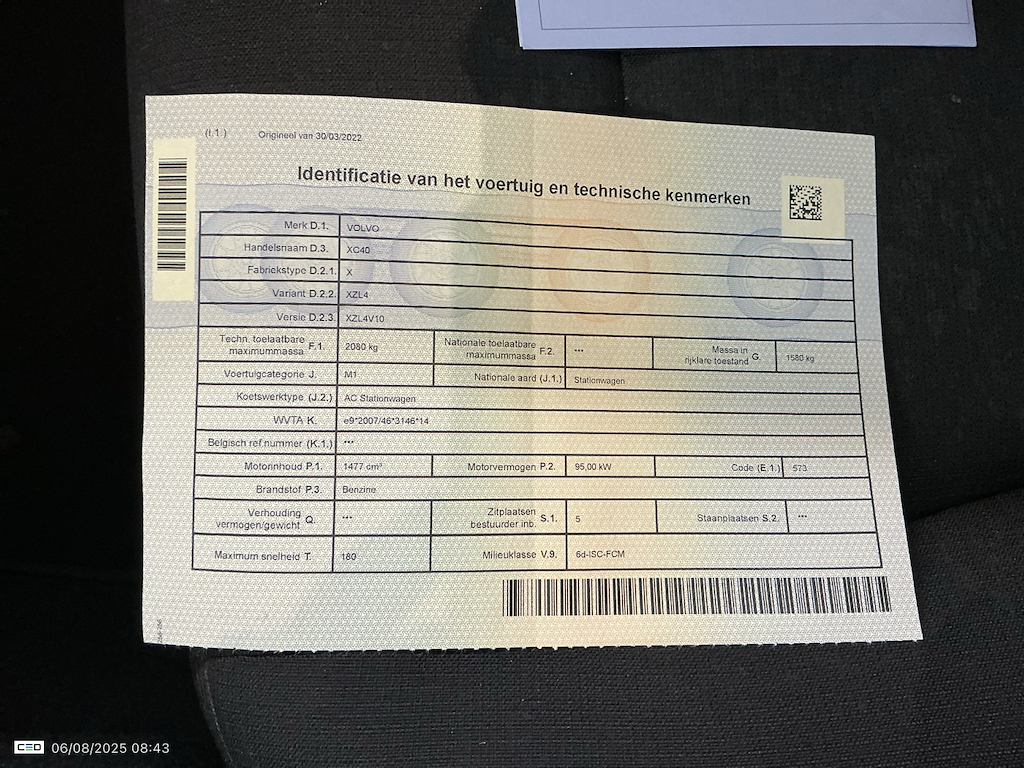 (I.1.) Origineel van 30/03/2022
Identificatie van het voertuig en technische kenmerken
Merk D.1. VOLVO
Handelsnaam D.3. XC40
Fabriekstype D.2.1. X
Variant D.2.2. XZL4
Versie D.2.3. XZL4V10
Techn. toelaatbare maximummassa F.1. 2080 kg Nationale toelaatbare maximummassa F.2. *** Massa in rijklare toestand G. 1580 kg
Voertuigcategorie J. M1 Nationale aard (J.1.) Stationwagen
Koetswerktype (J.2.) AC Stationwagen
WVTA K. e9*2007/46*3146*14
Belgisch ref.nummer (K.1.) ***
Motorinhoud P.1. 1477 cm³ Motorvermogen P.2. 95,00 kW Code (E.1.) 573
Brandstof P.3. Benzine
Verhouding vermogen/gewicht Q. *** Zitplaatsen bestuurder inb. S.1. 5 Staanplaatsen S.2. ***
Maximum snelheid T. 180 Milieuklasse V.9. 6d-ISC-FCM
CEO 06/08/2025 08:43